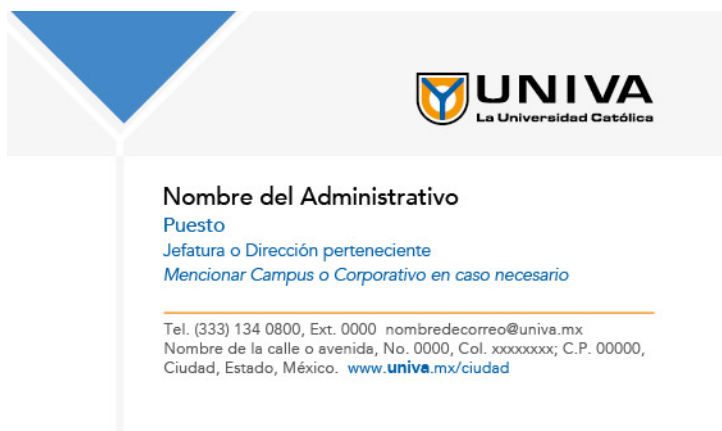 UNIVA
La Universidad Católica
Nombre del Administrativo
Puesto
Jefatura o Dirección perteneciente
Mencionar Campus o Corporativo en caso necesario
Tel. (333) 134 0800, Ext. 0000 nombredecorreo@univa.mx
Nombre de la calle o avenida, No. 0000, Col. xxxxxxxx; C.P. 00000,
Ciudad, Estado, México. www.univa.mx/ciudad